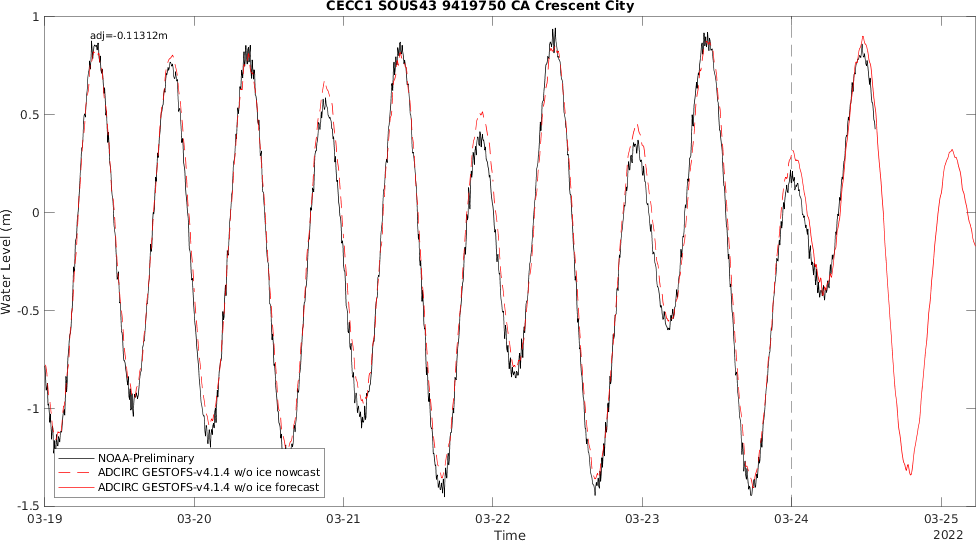 CECC1 SOUS43 9419750 CA Crescent City
adj=-0.11312m
1
0.5
0
-0.5
-1
-1.5
Water Level (m)
NOAA-Preliminary
ADCIRC GESTOFS-v4.1.4 w/o ice nowcast
ADCIRC GESTOFS-v4.1.4 w/o ice forecast
03-19 03-20 03-21 03-22 03-23 03-24 03-25
Time
2022